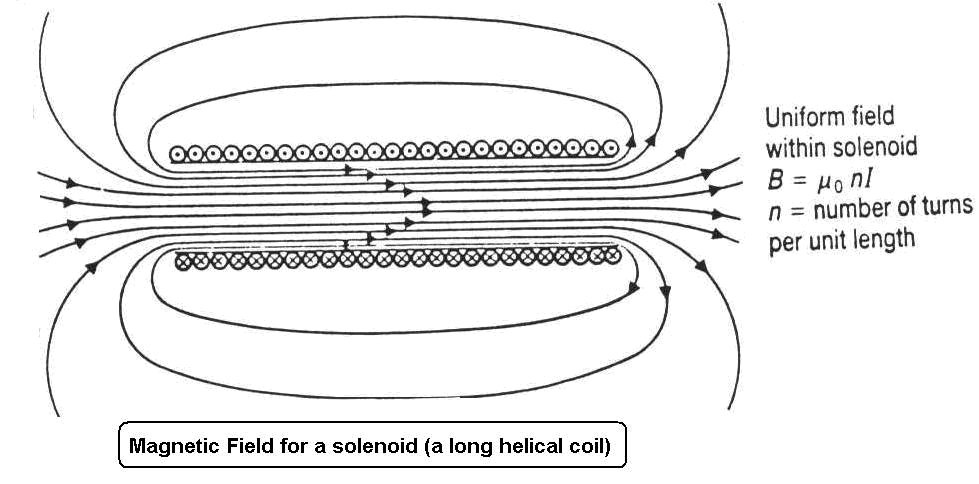 Uniform field
within solenoid
B = μ₀ nI
n = number of turns
per unit length
Magnetic Field for a solenoid (a long helical coil)